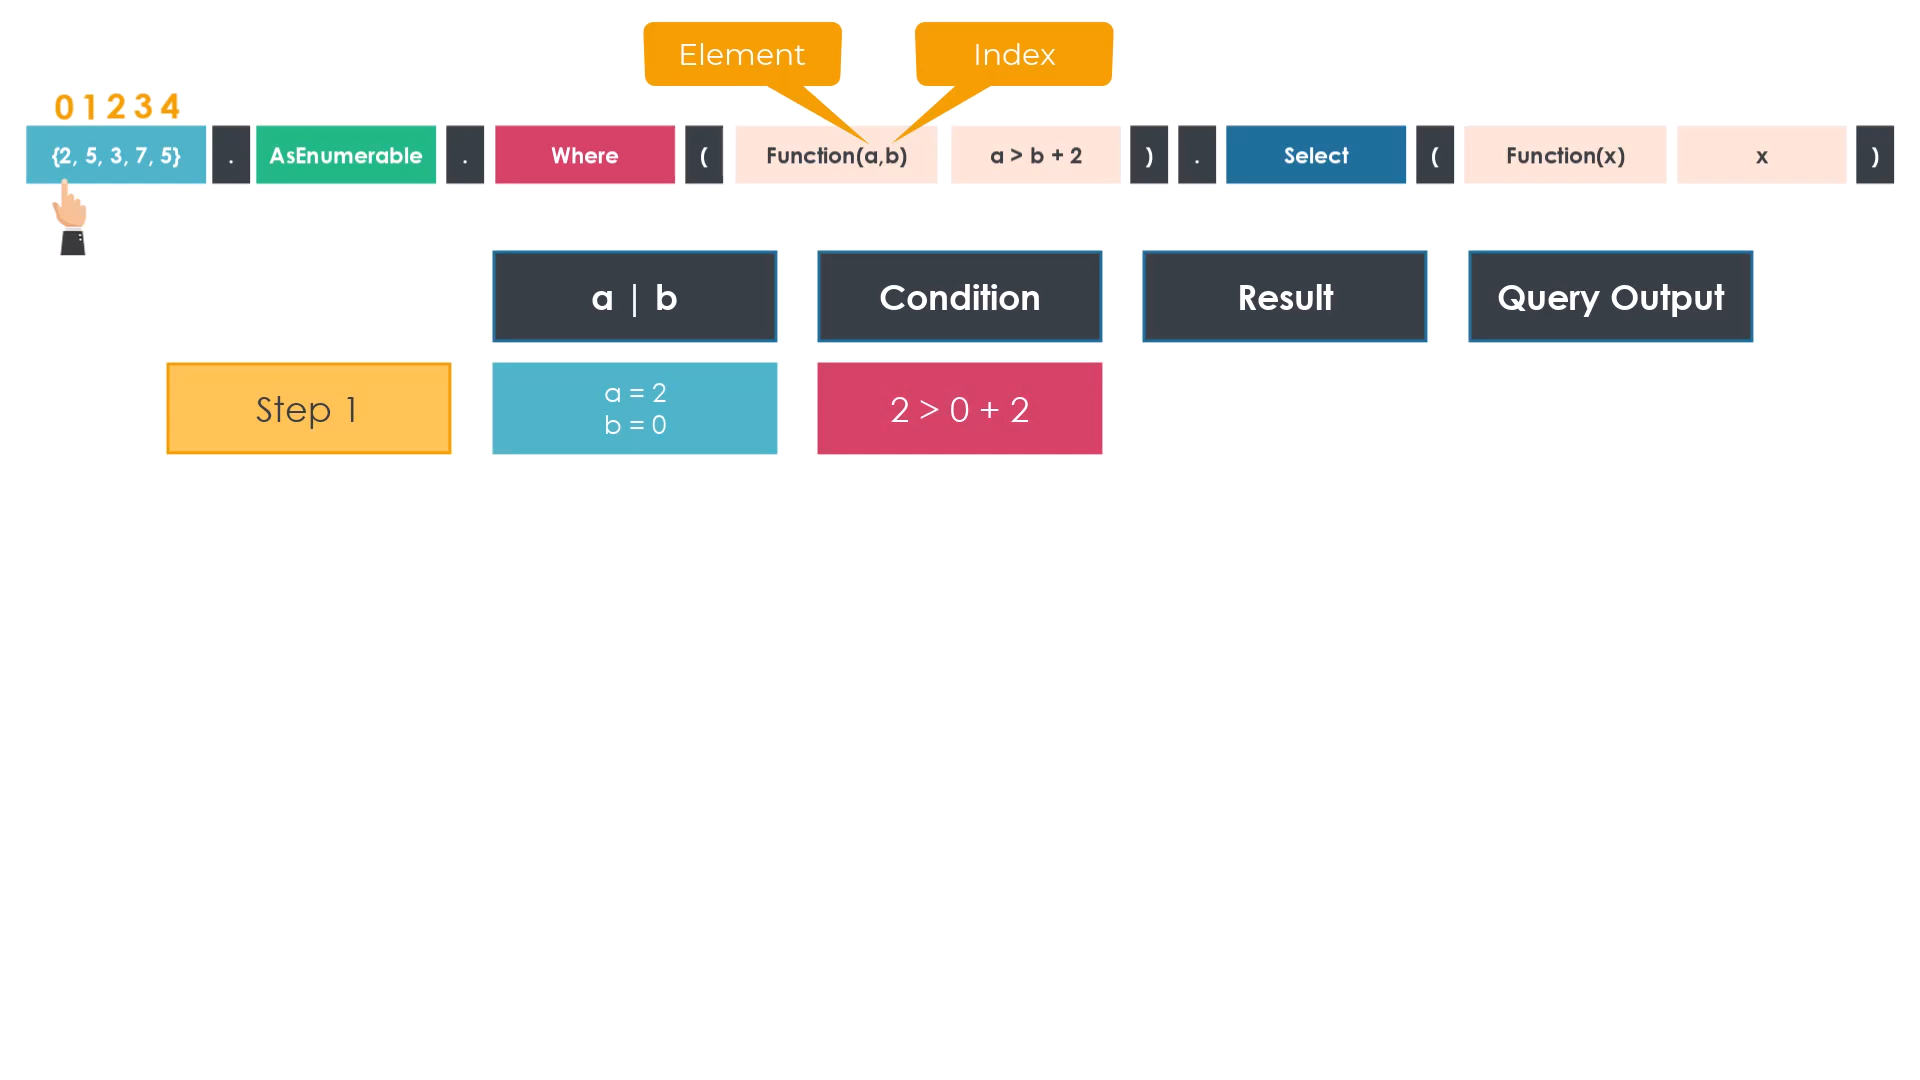 Element Index
0 1 2 3 4
{2, 5, 3, 7, 5} . AsEnumerable . Where ( Function(a,b) a > b + 2 ) . Select ( Function(x) x )
a | b Condition Result Query Output
Step 1
a = 2
b = 0
2 > 0 + 2